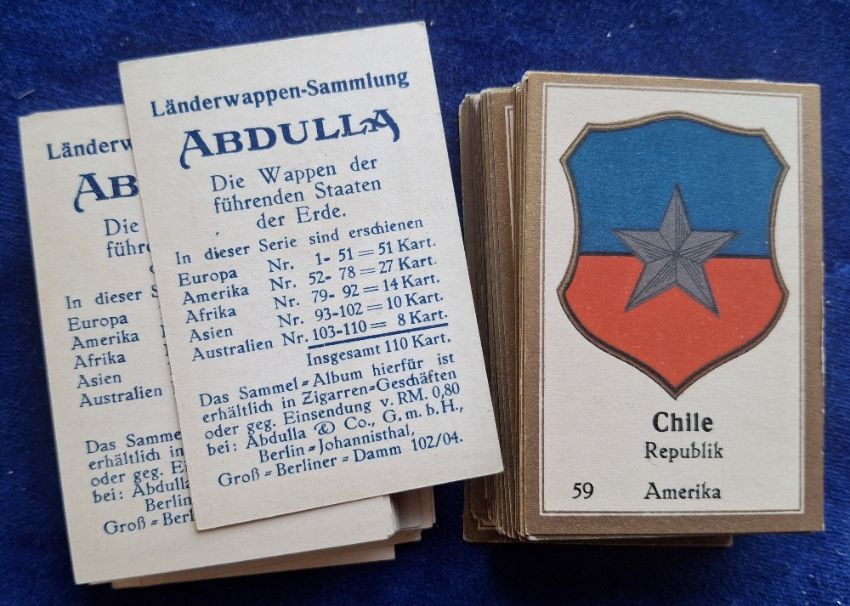 Länderwappen-Sammlung
ABDULLA
Die Wappen der
führenden Staaten
der Erde.
In dieser Serie sind erschienen
Europa Nr. 1- 51 = 51 Kart.
Amerika Nr. 52- 78 = 27 Kart.
Afrika Nr. 79- 92 = 14 Kart.
Asien Nr. 93-102 = 10 Kart.
Australien Nr. 103-110 = 8 Kart.
Insgesamt 110 Kart.
Das Sammel-Album hierfür ist
erhältlich in Zigarren-Geschäften
oder geg. Einsendung v. RM. 0,80
bei: Abdulla & Co., G. m. b. H.,
Berlin-Johannisthal,
Groß-Berliner-Damm 102/04.
Länderw
AB
Die
führ
In dieser S
Europa
Amerika
Afrika
Asien
Australien
Das Samme
erhältlich in
oder geg. E
bei: Abdull
Berlin
Groß-Berl
Chile
Republik
59 Amerika